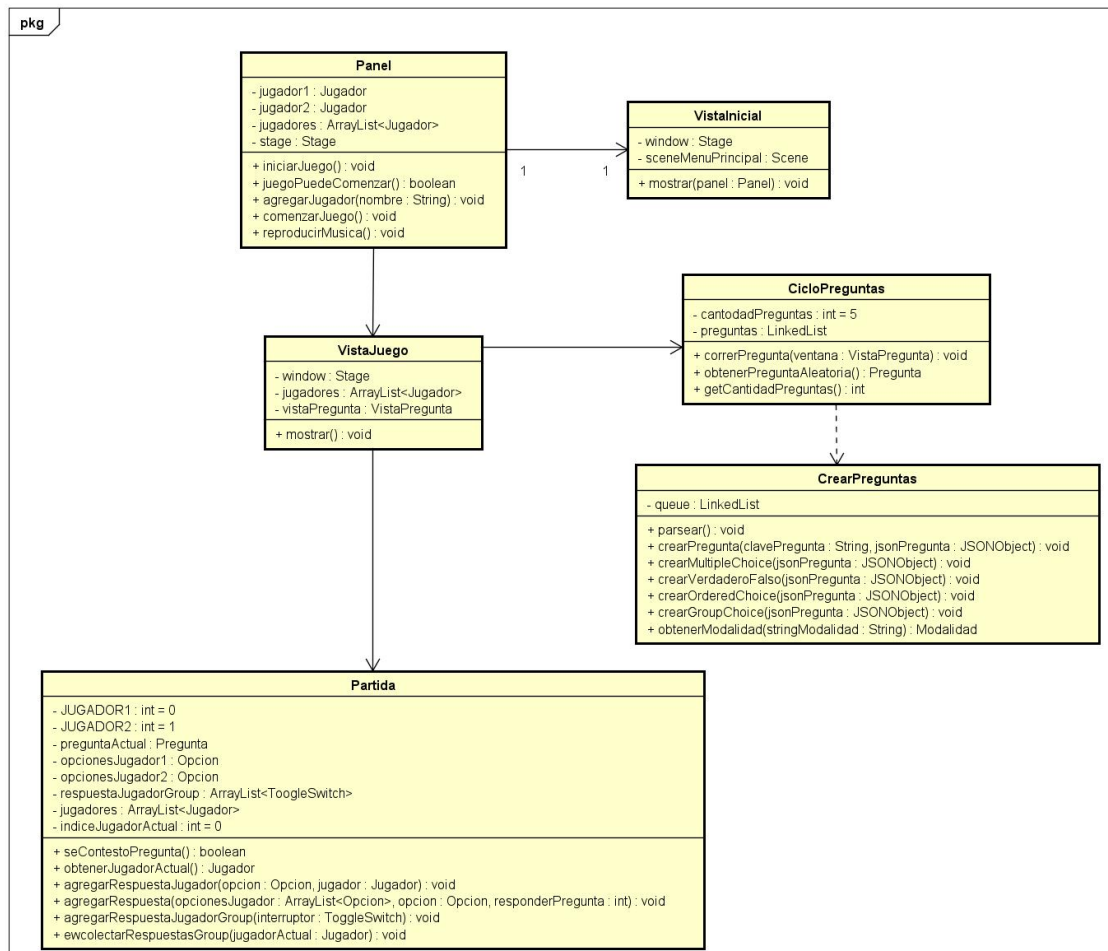 pkg
Panel
- jugador1 : Jugador
- jugador2 : Jugador
- jugadores : ArrayList<Jugador>
- stage : Stage
+ iniciarJuego() : void
+ juegoPuedeComenzar() : boolean
+ agregarJugador(nombre : String) : void
+ comenzarJuego() : void
+ reproducirMusica() : void
1
1
VistaInicial
- window : Stage
- sceneMenuPrincipal : Scene
+ mostrar(panel : Panel) : void
VistaJuego
- window : Stage
- jugadores : ArrayList<Jugador>
- vistaPregunta : VistaPregunta
+ mostrar() : void
CicloPreguntas
- cantodadPreguntas : int = 5
- preguntas : LinkedList
+ correrPregunta(ventana : VistaPregunta) : void
+ obtenerPreguntaAleatoria() : Pregunta
+ getCantidadPreguntas() : int
CrearPreguntas
- queue : LinkedList
+ parsear() : void
+ crearPregunta(clavePregunta : String, jsonPregunta : JSONObject) : void
+ crearMultipleChoice(jsonPregunta : JSONObject) : void
+ crearVerdaderoFalso(jsonPregunta : JSONObject) : void
+ crearOrderedChoice(jsonPregunta : JSONObject) : void
+ crearGroupChoice(jsonPregunta : JSONObject) : void
+ obtenerModalidad(stringModalidad : String) : Modalidad
Partida
- JUGADOR1 : int = 0
- JUGADOR2 : int = 1
- preguntaActual : Pregunta
- opcionesJugador1 : Opcion
- opcionesJugador2 : Opcion
- respuestaJugadorGroup : ArrayList<ToogleSwitch>
- jugadores : ArrayList<Jugador>
- indiceJugadorActual : int = 0
+ seContestoPregunta() : boolean
+ obtenerJugadorActual() : Jugador
+ agregarRespuestaJugador(opcion : Opcion, jugador : Jugador) : void
+ agregarRespuesta(opcionesJugador : ArrayList<Opcion>, opcion : Opcion, responderPregunta : int) : void
+ agregarRespuestaJugadorGroup(interruptor : ToggleSwitch) : void
+ ewcolectarRespuestasGroup(jugadorActual : Jugador) : void